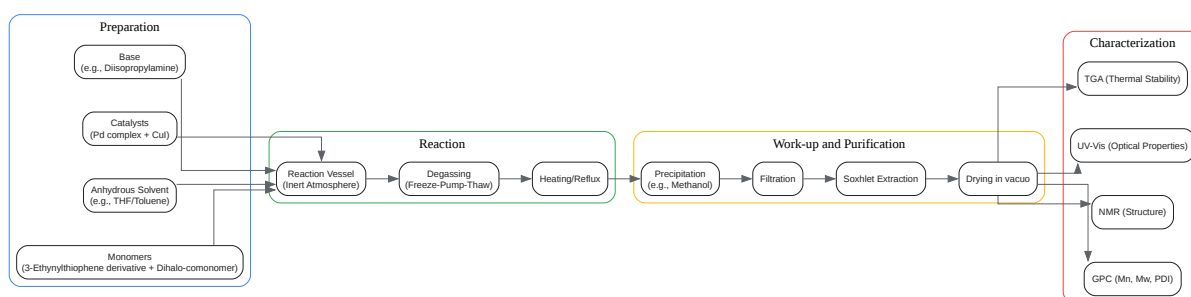 Preparation
Base
(e.g., Diisopropylamine)
Catalysts
(Pd complex + CuI)
Anhydrous Solvent
(e.g., THF/Toluene)
Monomers
(3-Ethynylthiophene derivative + Dihalo-comonomer)
Reaction
Reaction Vessel
(Inert Atmosphere)
Degassing
(Freeze-Pump-Thaw)
Heating/Reflux
Work-up and Purification
Precipitation
(e.g., Methanol)
Filtration
Soxhlet Extraction
Drying in vacuo
Characterization
TGA (Thermal Stability)
UV-Vis (Optical Properties)
NMR (Structure)
GPC (Mn, Mw, PDI)